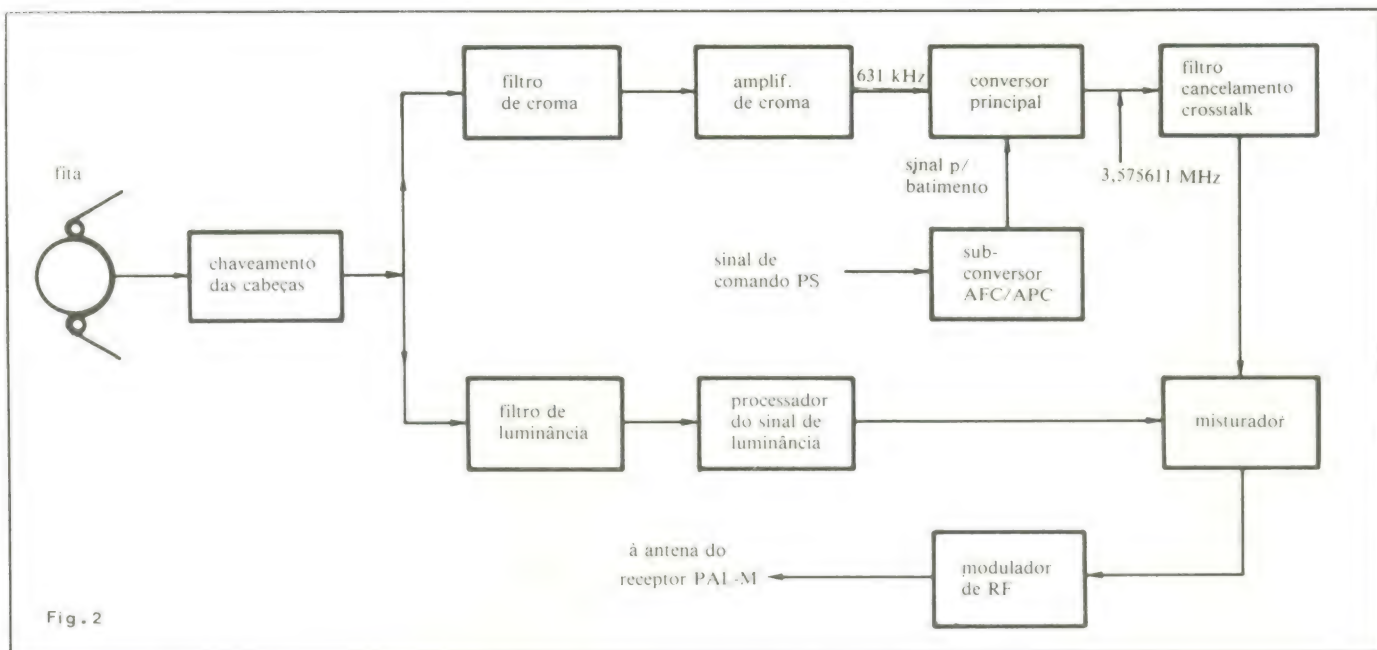 filtro
de croma
amplif.
de croma
631 kHz
conversor
principal
filtro
cancelamento
crosstalk
fita
sinal p/
batimento
3,575611 MHz
chaveamento
das cabeças
sinal de
comando PS
sub-
conversor
AFC/APC
filtro de
luminância
processador
do sinal de
luminância
misturador
à antena do
receptor PAL-M
modulador
de RF
Fig. 2